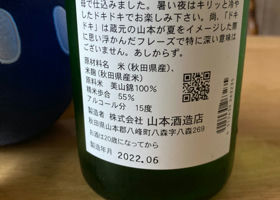 母で仕込みました。暑い夜はキリッと冷や
したドキドキでお楽しみ下さい。尚、「ドキ
ドキ」は蔵元の山本が夏をイメージした際
に思い浮かんだフレーズで特に深い意味は
ございません。あしからず。
原材料名 米(秋田県産)、
米麹(秋田県産米)
原料米 美山錦100%
精米歩合 55%
アルコール分 15度
製造者 株式会社 山本酒造店
秋田県山本郡八峰町八森字八森269
お酒は20歳になってから
製造年月 2022.06